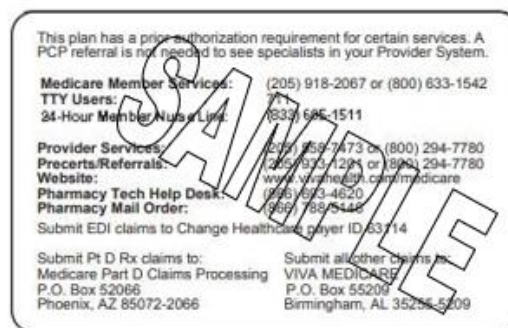 This plan has a prior authorization requirement for certain services. A
PCP referral is not needed to see specialists in your Provider System.
Medicare Member Services: (205) 918-2067 or (800) 633-1542
TTY Users: 711
24-Hour Member Nurse Line: (833) 605-1511
Provider Services: (205) 558-7473 or (800) 294-7780
Precerts/Referrals: (205) 933-1201 or (800) 294-7780
Website: www.vivahealth.com/medicare
Pharmacy Tech Help Desk: (866) 693-4620
Pharmacy Mail Order: (866) 788-5146
Submit EDI claims to Change Healthcare payer ID 63114
Submit Pt D Rx claims to: Submit all other claims to:
Medicare Part D Claims Processing VIVA MEDICARE
P.O. Box 52066 P.O. Box 55209
Phoenix, AZ 85072-2066 Birmingham, AL 35255-5209
SAMPLE